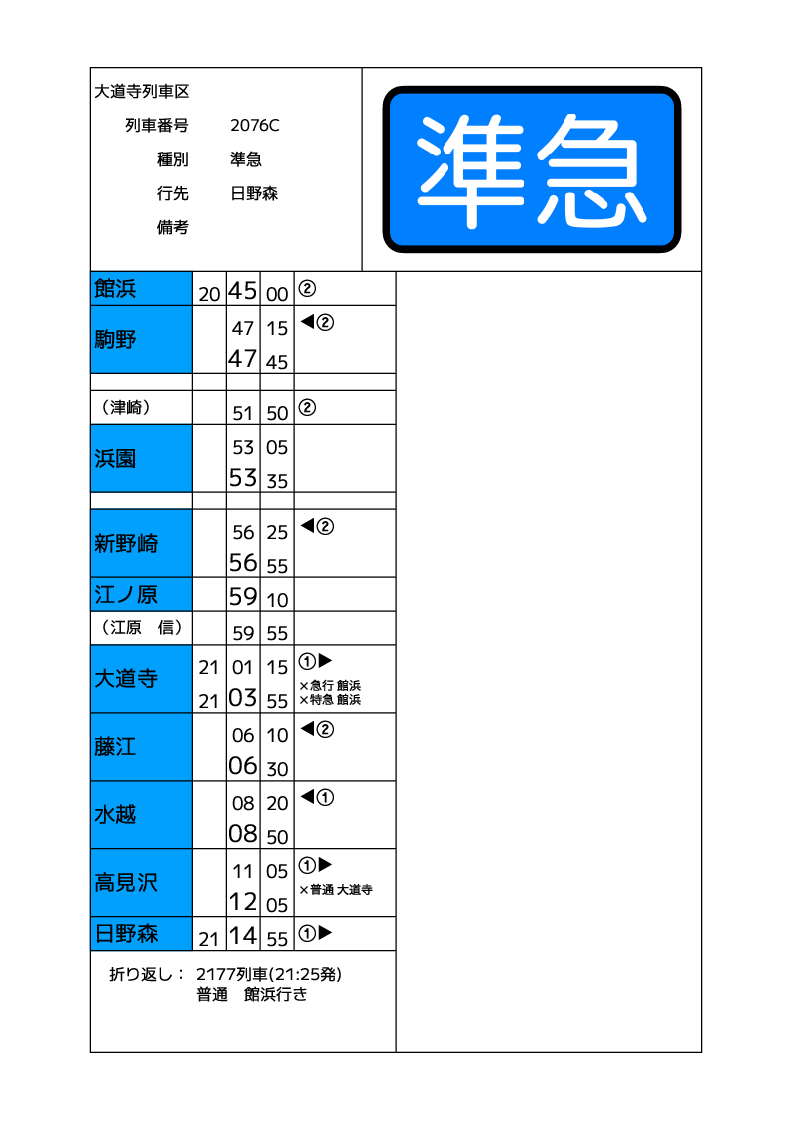 大道寺列車区
列車番号 2076C
種別 準急
行先 日野森
備考
準急
館浜 20 45 00 ②
駒野 47 15 ◀②
47 45
（津崎） 51 50 ②
浜園 53 05
53 35
新野崎 56 25 ◀②
56 55
江ノ原 59 10
（江原　信） 59 55
大道寺 21 01 15 ①▶
×急行 館浜
21 03 55 ×特急 館浜
藤江 06 10 ◀②
06 30
水越 08 20 ◀①
08 50
高見沢 11 05 ①▶
×普通 大道寺
12 05
日野森 21 14 55 ①▶
折り返し： 2177列車(21:25発)
普通　館浜行き